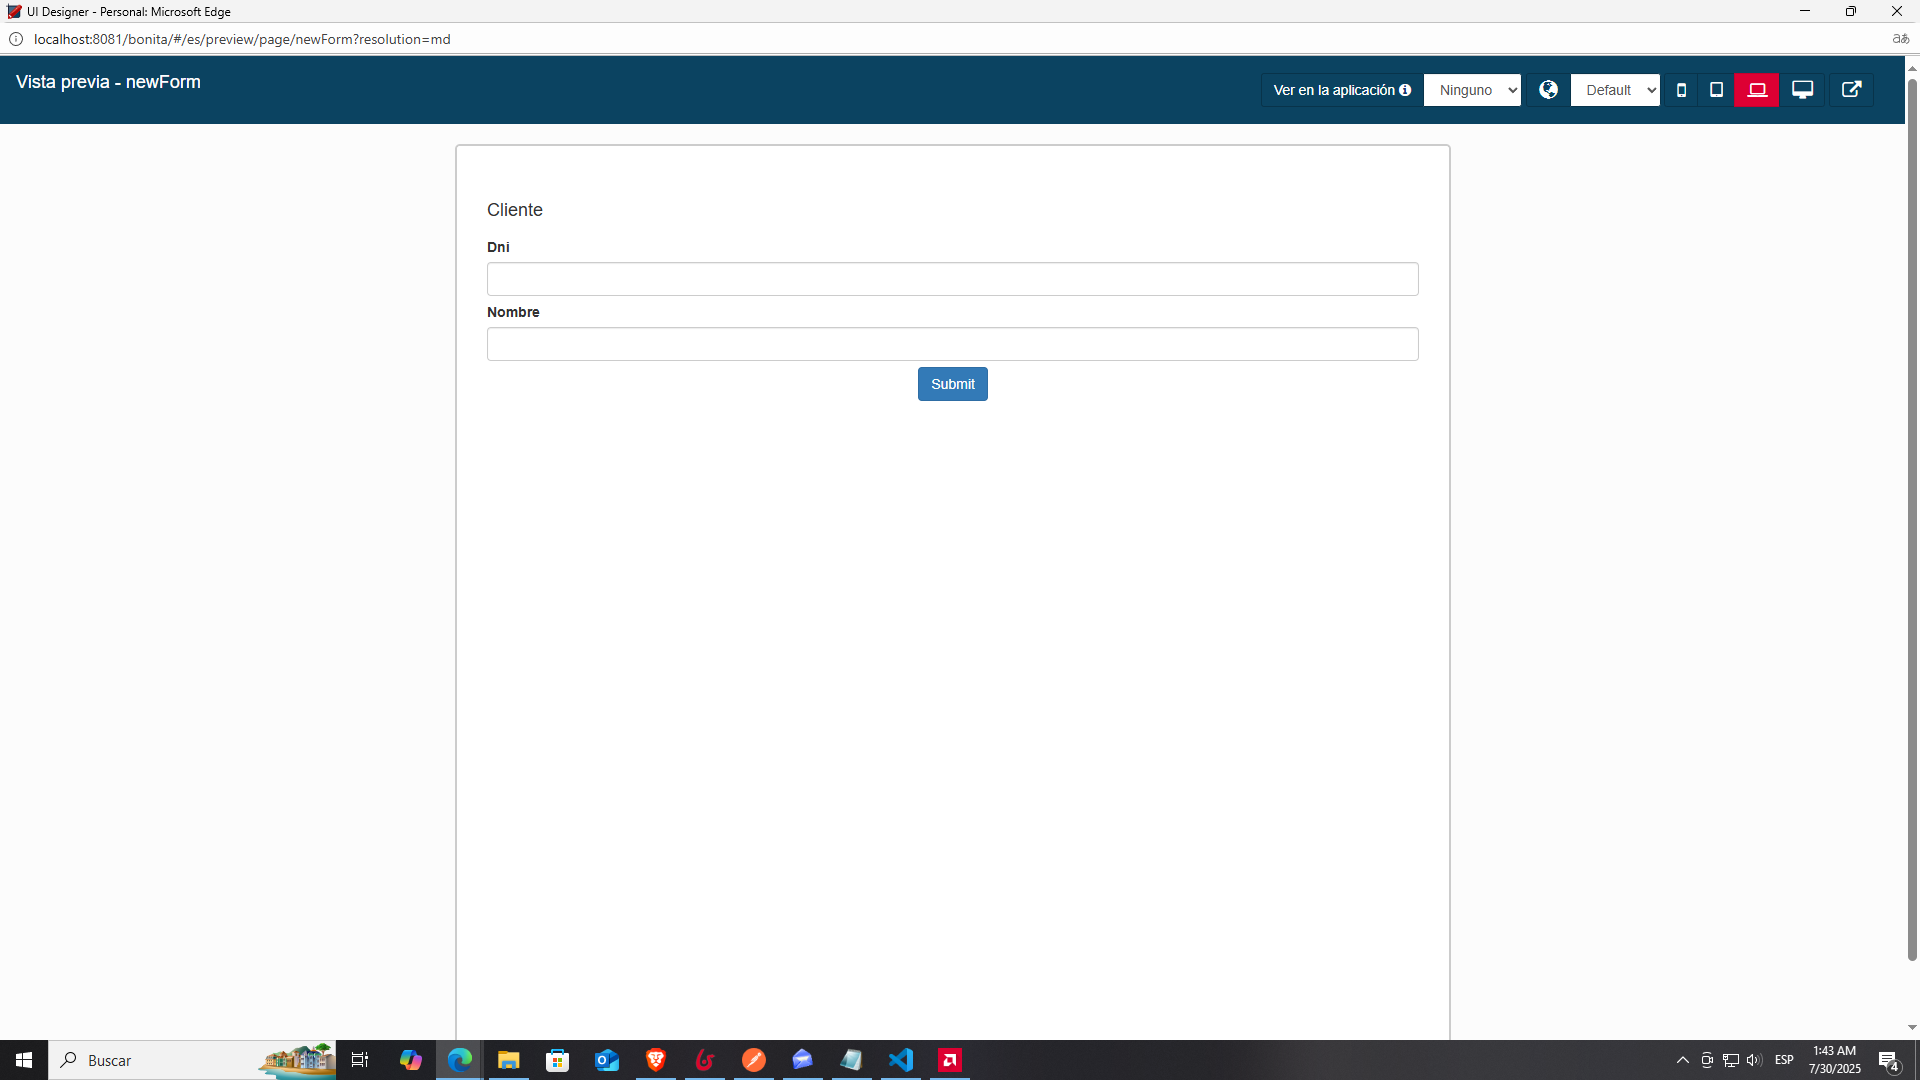 UI Designer - Personal: Microsoft Edge
localhost:8081/bonita/#/es/preview/page/newForm?resolution=md
Vista previa - newForm
Ver en la aplicación
Ninguno
Default
Cliente
Dni
Nombre
Submit
Buscar
ESP
1:43 AM
7/30/2025
4